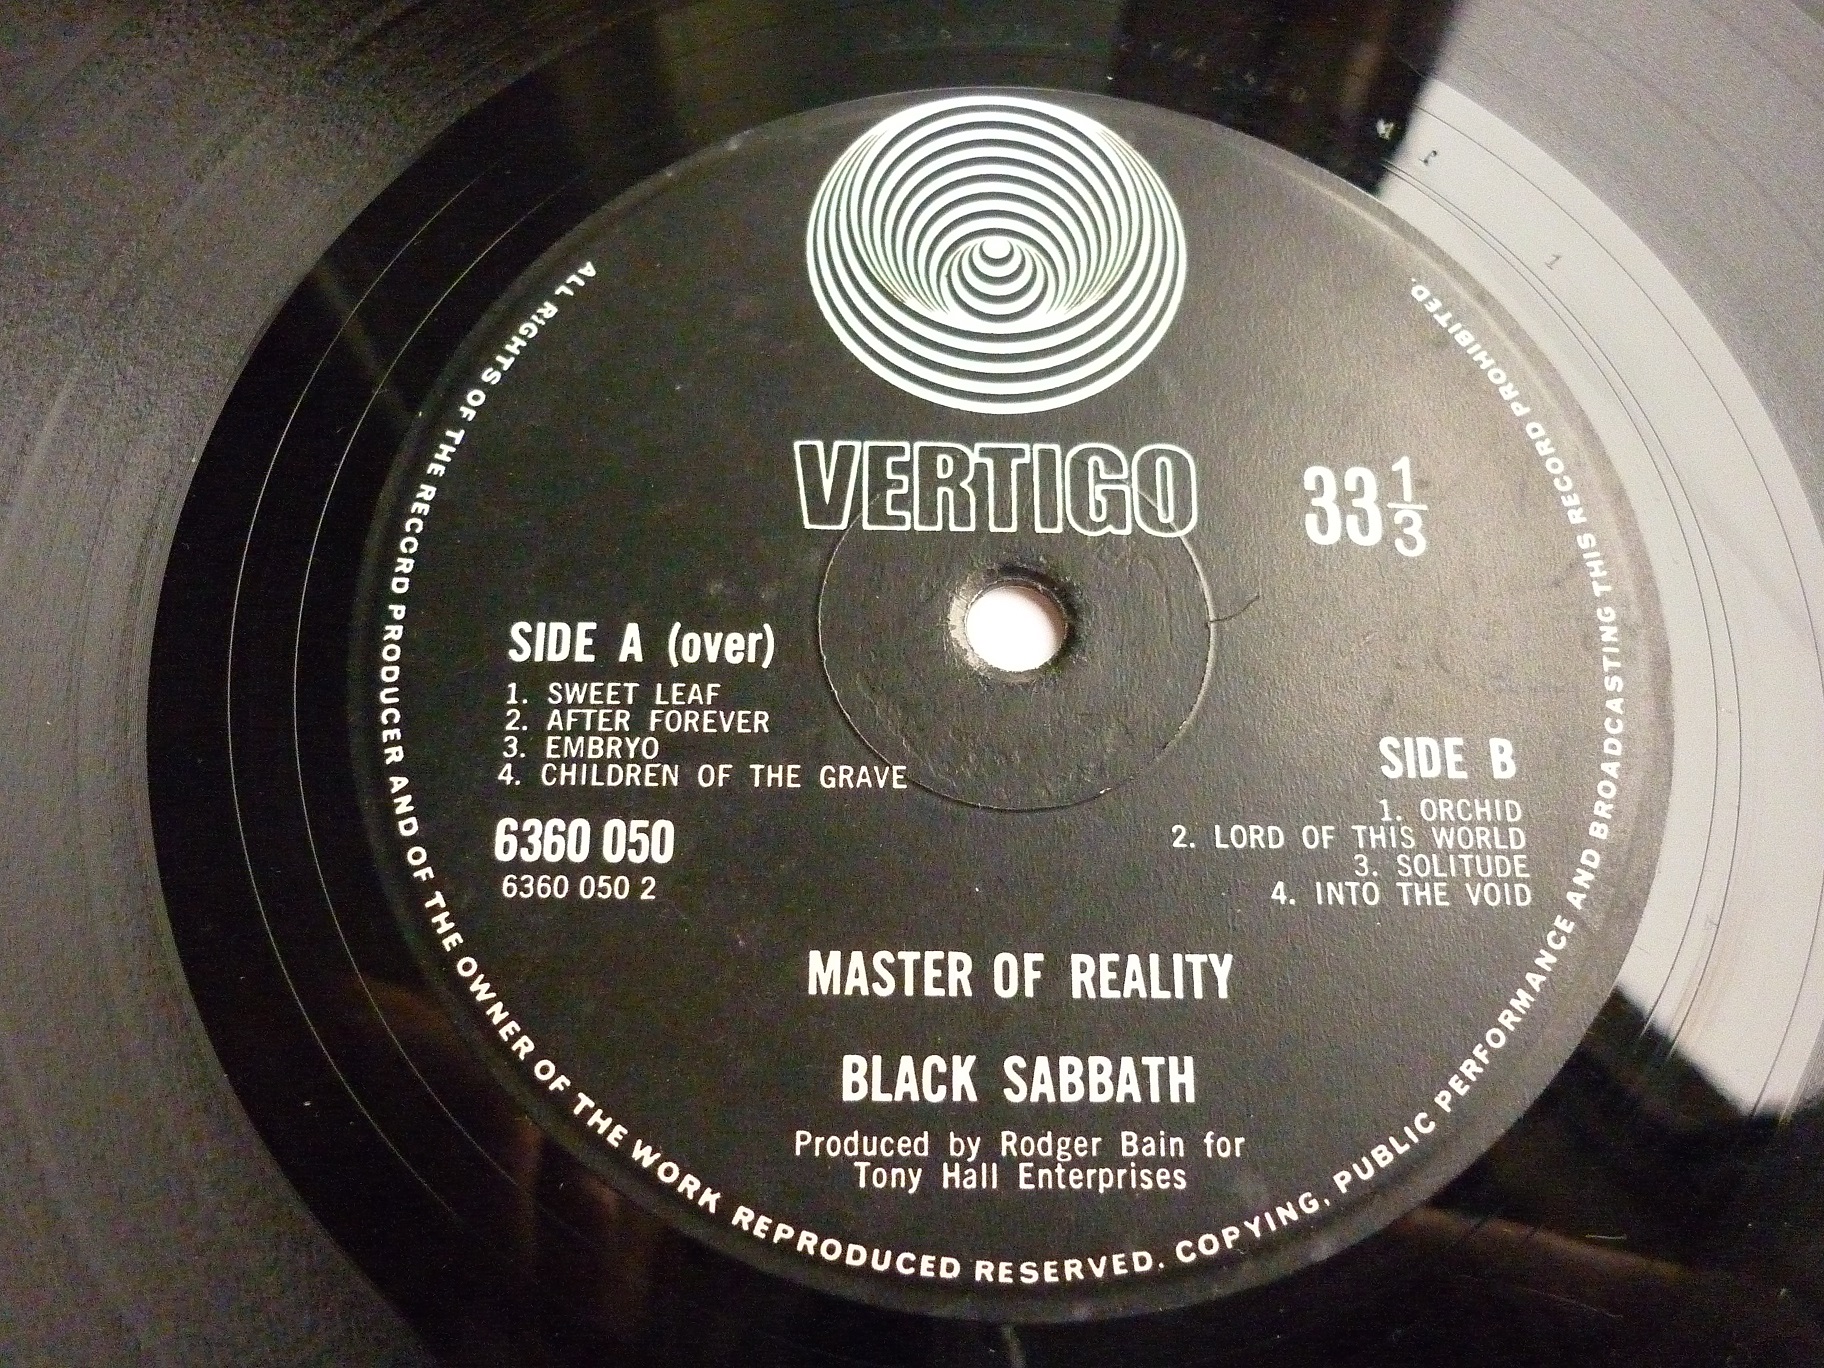 VERTIGO
33 1/3
SIDE A (over)
1. SWEET LEAF
2. AFTER FOREVER
3. EMBRYO
4. CHILDREN OF THE GRAVE
6360 050
6360 050 2
SIDE B
1. ORCHID
2. LORD OF THIS WORLD
3. SOLITUDE
4. INTO THE VOID
MASTER OF REALITY
BLACK SABBATH
Produced by Rodger Bain for
Tony Hall Enterprises
ALL RIGHTS OF THE RECORD PRODUCER AND OF THE OWNER OF THE WORK REPRODUCED RESERVED. COPYING, PUBLIC PERFORMANCE AND BROADCASTING THIS RECORD PROHIBITED.